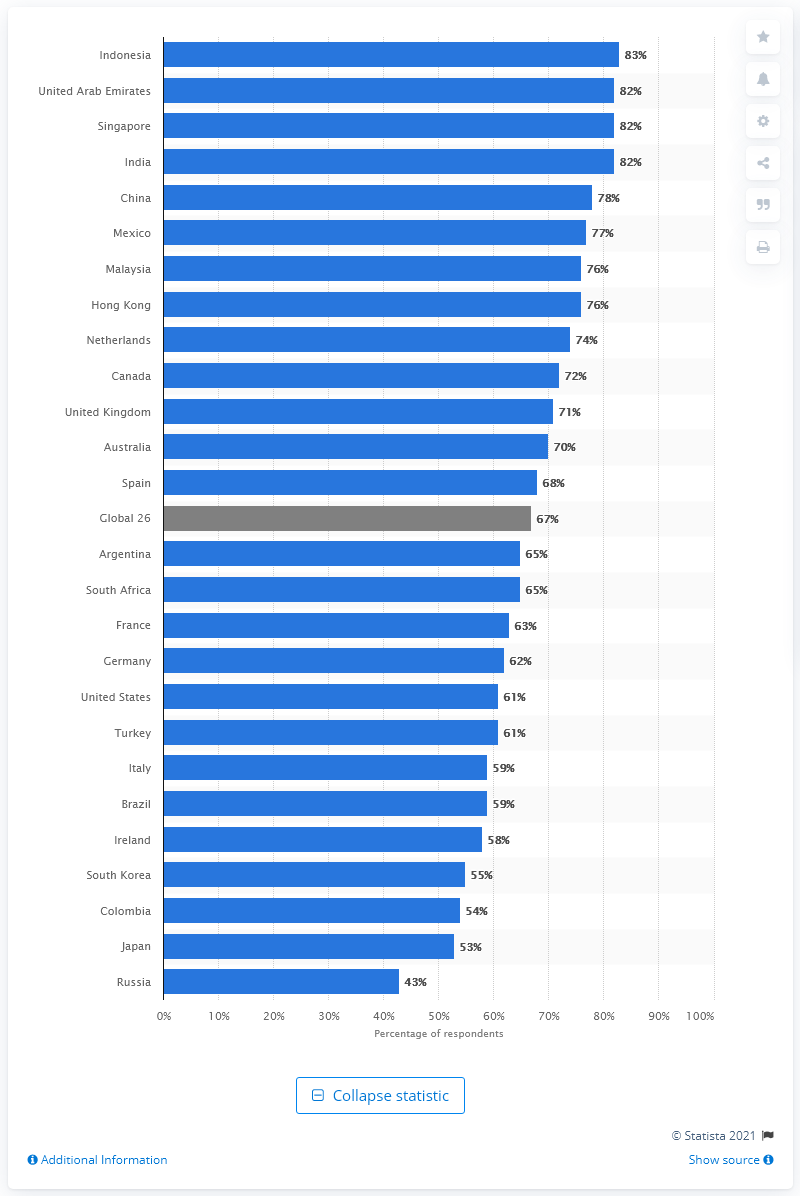 Indonesia 83%
United Arab Emirates 82%
Singapore 82%
India 82%
China 78%
Mexico 77%
Malaysia 76%
Hong Kong 76%
Netherlands 74%
Canada 72%
United Kingdom 71%
Australia 70%
Spain 68%
Global 26 67%
Argentina 65%
South Africa 65%
France 63%
Germany 62%
United States 61%
Turkey 61%
Italy 59%
Brazil 59%
Ireland 58%
South Korea 55%
Colombia 54%
Japan 53%
Russia 43%
0% 10% 20% 30% 40% 50% 60% 70% 80% 90% 100%
Percentage of respondents
Collapse statistic
© Statista 2021
Additional Information Show source